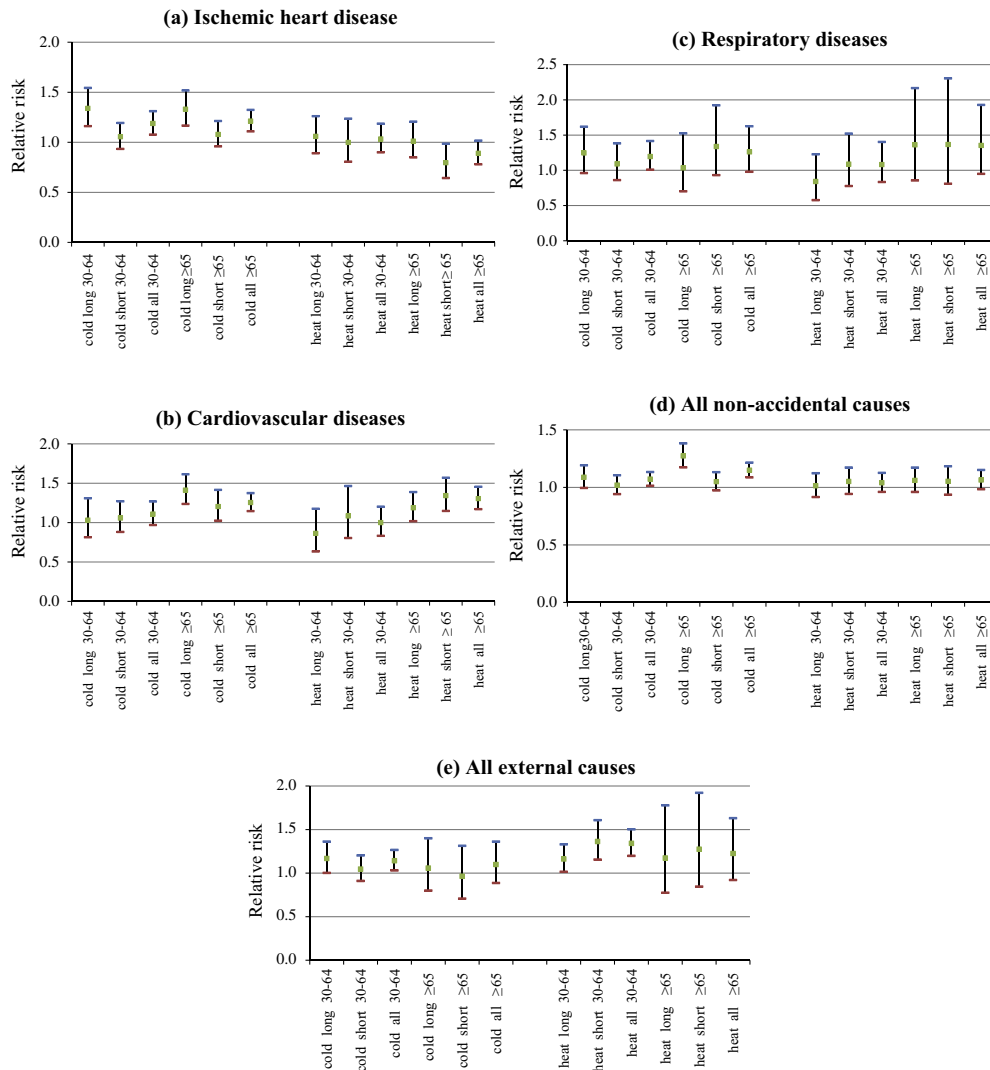 (a) Ischemic heart disease
2.0
1.5
1.0
0.5
0.0
Relative risk
cold long 30-64
cold short 30-64
cold all 30-64
cold long≥65
cold short ≥65
cold all ≥65
heat long 30-64
heat short 30-64
heat all 30-64
heat long ≥65
heat short≥ 65
heat all ≥65
(b) Cardiovascular diseases
2.0
1.5
1.0
0.5
0.0
Relative risk
cold long 30-64
cold short 30-64
cold all 30-64
cold long ≥65
cold short ≥65
cold all ≥65
heat long 30-64
heat short 30-64
heat all 30-64
heat long ≥65
heat short ≥ 65
heat all ≥65
(c) Respiratory diseases
2.5
2.0
1.5
1.0
0.5
0.0
Relative risk
cold long 30-64
cold short 30-64
cold all 30-64
cold long ≥65
cold short ≥65
cold all ≥65
heat long 30-64
heat short 30-64
heat all 30-64
heat long ≥65
heat short ≥65
heat all ≥65
(d) All non-accidental causes
1.5
1.0
0.5
0.0
Relative risk
cold long30-64
cold short 30-64
cold all 30-64
cold long ≥65
cold short ≥65
cold all ≥65
heat long 30-64
heat short 30-64
heat all 30-64
heat long ≥65
heat short ≥65
heat all ≥65
(e) All external causes
2.0
1.5
1.0
0.5
0.0
Relative risk
cold long 30-64
cold short 30-64
cold all 30-64
cold long ≥65
cold short ≥65
cold all ≥65
heat long 30-64
heat short 30-64
heat all 30-64
heat long ≥65
heat short ≥65
heat all ≥65